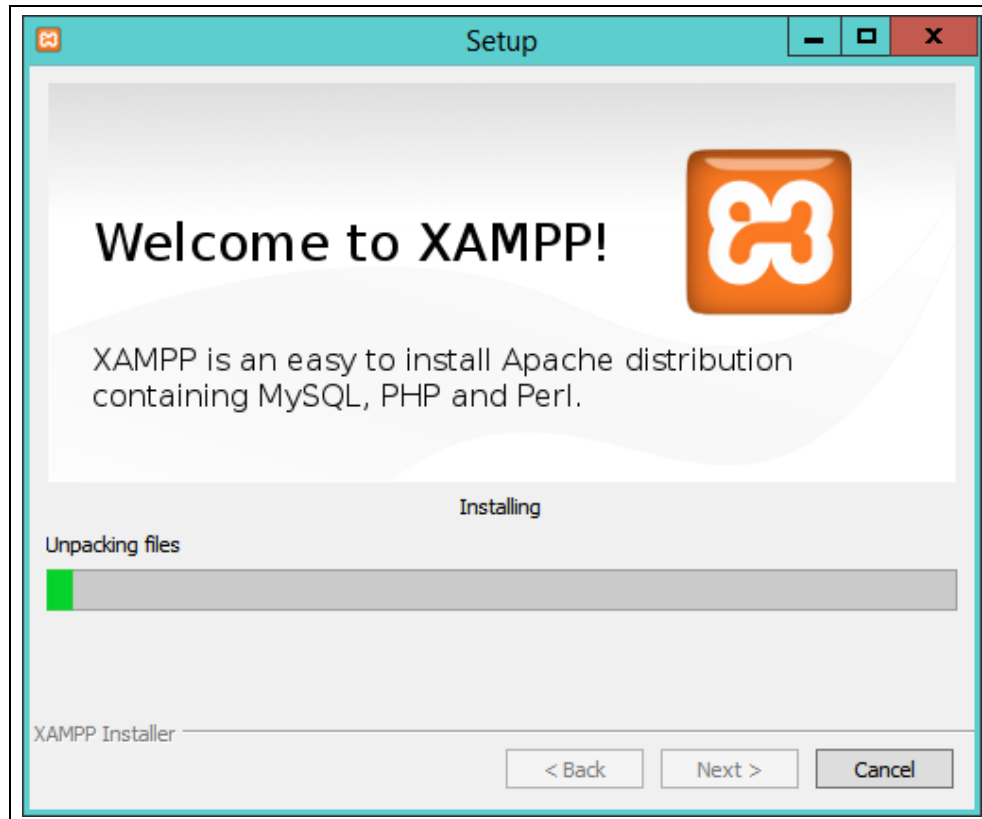 Setup
Welcome to XAMPP!
XAMPP is an easy to install Apache distribution
containing MySQL, PHP and Perl.
Installing
Unpacking files
XAMPP Installer
< Back
Next >
Cancel